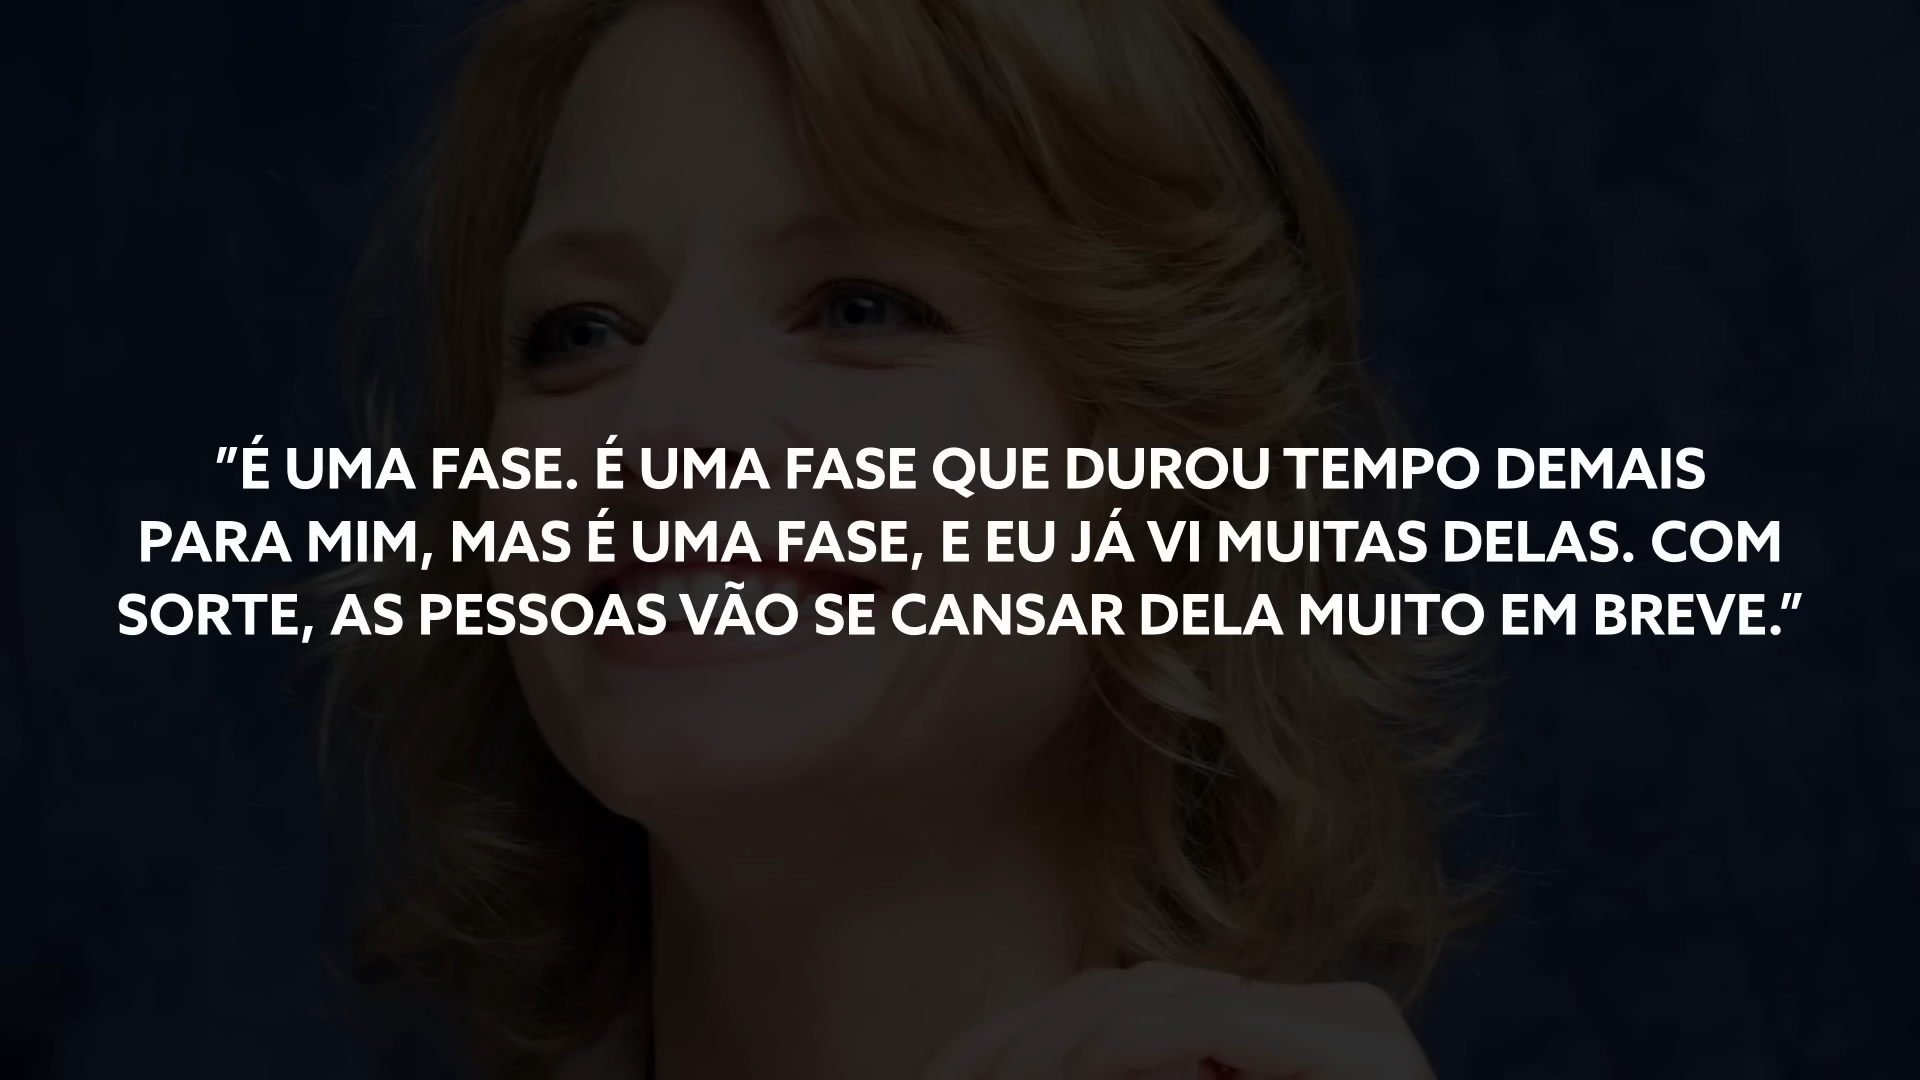 "É UMA FASE. É UMA FASE QUE DUROU TEMPO DEMAIS
PARA MIM, MAS É UMA FASE, E EU JÁ VI MUITAS DELAS. COM
SORTE, AS PESSOAS VÃO SE CANSAR DELA MUITO EM BREVE."